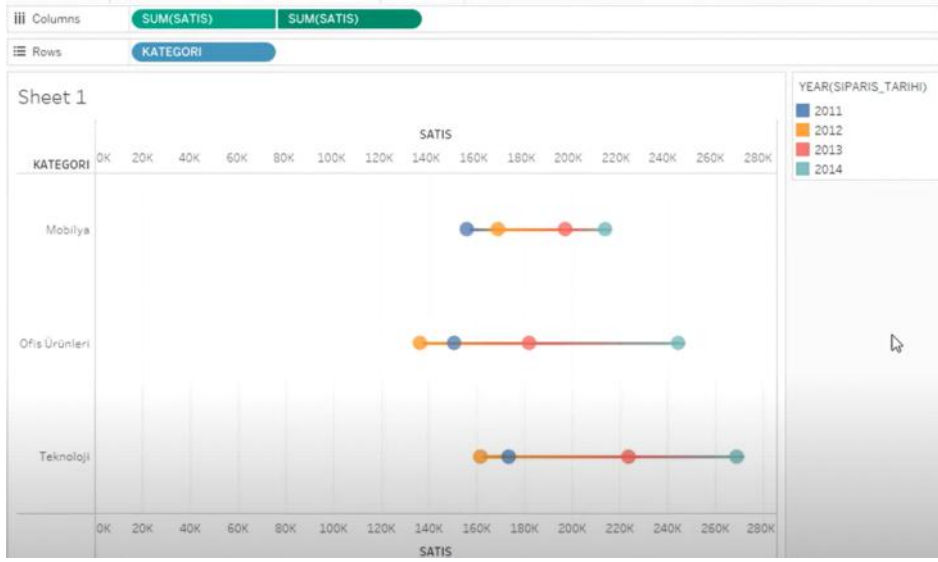 Columns SUM(SATIS) SUM(SATIS)
Rows KATEGORI
Sheet 1
SATIS
KATEGORI 0K 20K 40K 60K 80K 100K 120K 140K 160K 180K 200K 220K 240K 260K 280K
Mobilya
Ofis Ürünleri
Teknoloji
0K 20K 40K 60K 80K 100K 120K 140K 160K 180K 200K 220K 240K 260K 280K
SATIS
YEAR(SIPARIS_TARIHI)
2011
2012
2013
2014